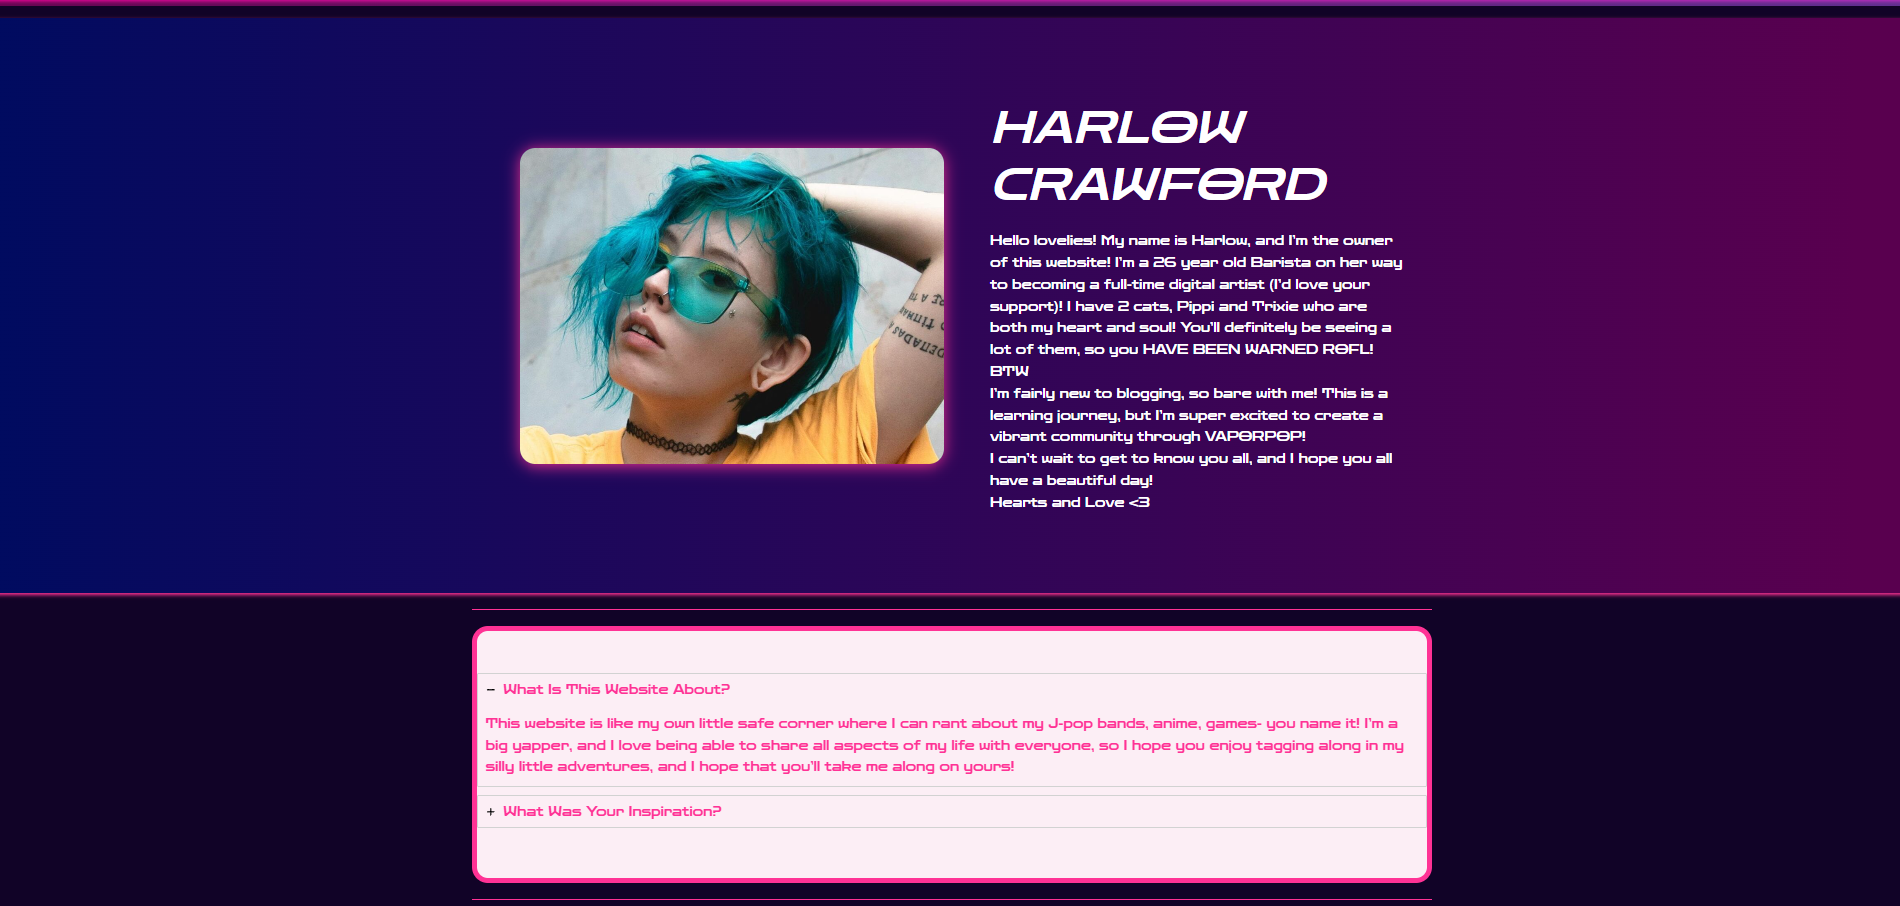 HARLOW
CRAWFORD
Hello lovelies! My name is Harlow, and I'm the owner
of this website! I'm a 26 year old Barista on her way
to becoming a full-time digital artist (I'd love your
support)! I have 2 cats, Pippi and Trixie who are
both my heart and soul! You'll definitely be seeing a
lot of them, so you HAVE BEEN WARNED ROFL!
BTW
I'm fairly new to blogging, so bare with me! This is a
learning journey, but I'm super excited to create a
vibrant community through VAPORPOP!
I can't wait to get to know you all, and I hope you all
have a beautiful day!
Hearts and Love <3
− What Is This Website About?
This website is like my own little safe corner where I can rant about my J-pop bands, anime, games- you name it! I'm a
big yapper, and I love being able to share all aspects of my life with everyone, so I hope you enjoy tagging along in my
silly little adventures, and I hope that you'll take me along on yours!
+ What Was Your Inspiration?